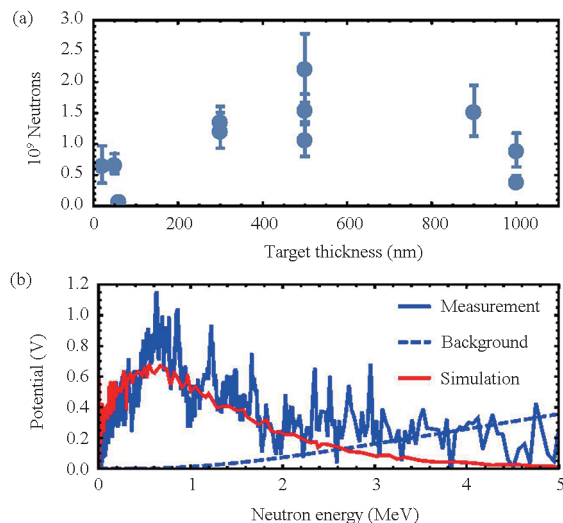 (a)
3.0
2.5
2.0
1.5
1.0
0.5
0.0
10⁹ Neutrons
0 200 400 600 800 1000
Target thickness (nm)
(b)
1.2
1.0
0.8
0.6
0.4
0.2
0
Potential (V)
Measurement
Background
Simulation
0 1 2 3 4 5
Neutron energy (MeV)